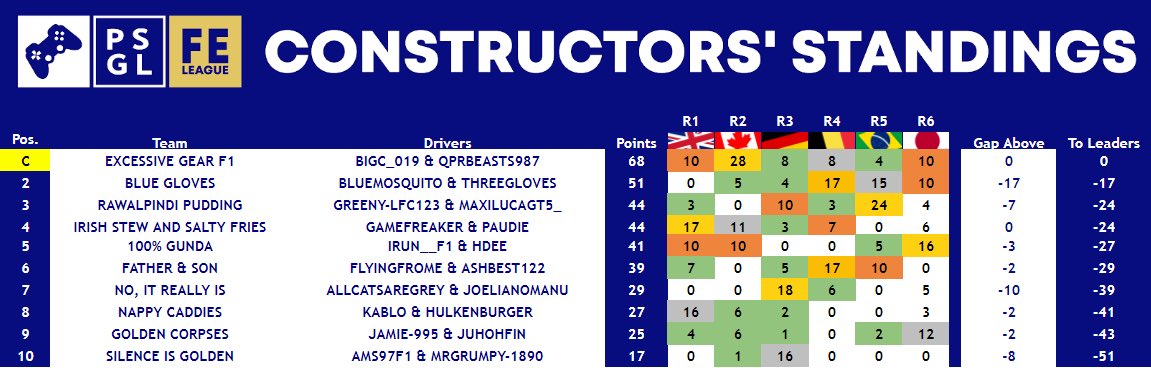 PS
GL
FE
LEAGUE
CONSTRUCTORS' STANDINGS
R1 R2 R3 R4 R5 R6
Pos. Team Drivers Points Gap Above To Leaders
C EXCESSIVE GEAR F1 BIGC_019 & QPRBEASTS987 68 10 28 8 8 4 10 0 0
2 BLUE GLOVES BLUEMOSQUITO & THREEGLOVES 51 0 5 4 17 15 10 -17 -17
3 RAWALPINDI PUDDING GREENY-LFC123 & MAXILUCAGT5_ 44 3 0 10 3 24 4 -7 -24
4 IRISH STEW AND SALTY FRIES GAMEFREAKER & PAUDIE 44 17 11 3 7 0 6 0 -24
5 100% GUNDA IRUN__F1 & HDEE 41 10 10 0 0 5 16 -3 -27
6 FATHER & SON FLYINGFROME & ASHBEST122 39 7 0 5 17 10 0 -2 -29
7 NO, IT REALLY IS ALLCATSAREGREY & JOELIANOMANU 29 0 0 18 6 0 5 -10 -39
8 NAPPY CADDIES KABLO & HULKENBURGER 27 16 6 2 0 0 3 -2 -41
9 GOLDEN CORPSES JAMIE-995 & JUHOHFIN 25 4 6 1 0 2 12 -2 -43
10 SILENCE IS GOLDEN AMS97F1 & MRGRUMPY-1890 17 0 1 16 0 0 0 -8 -51